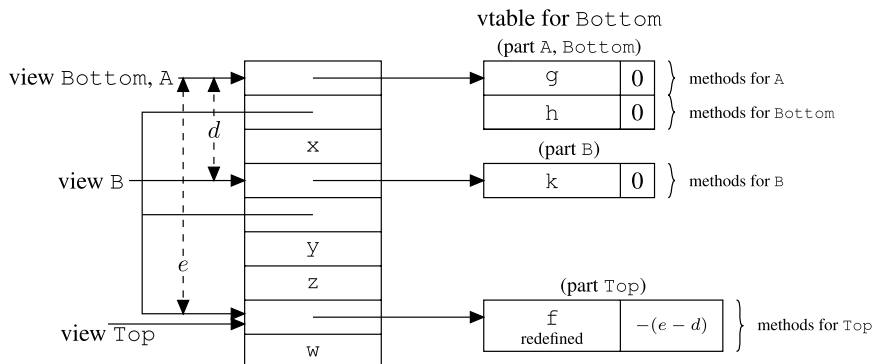 vtable for Bottom
(part A, Bottom)
view Bottom, A
g 0
methods for A
h 0
methods for Bottom
d
x
(part B)
view B
k 0
methods for B
y
e
z
(part Top)
f
redefined
−(e − d)
methods for Top
view Top
w